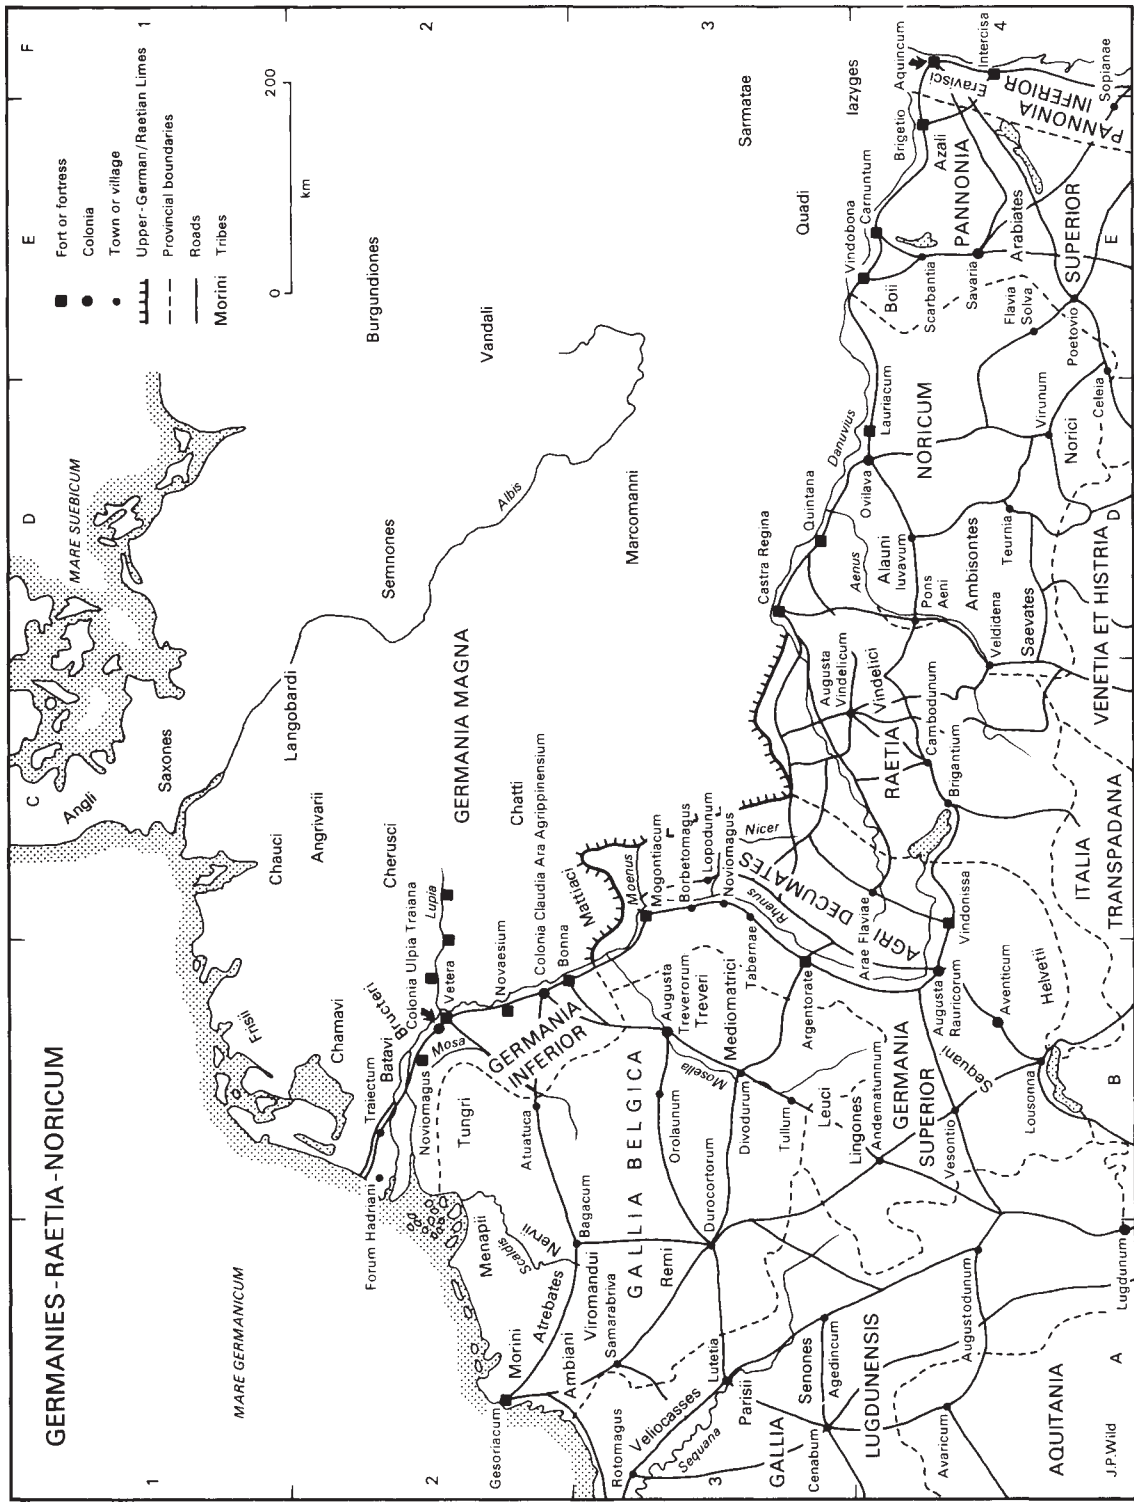 GERMANIES-RAETIA-NORICUM
A
B
C
D
E
F
1
2
3
4
1
2
3
A
B
D
E
Fort or fortress
Colonia
Town or village
Upper-German/Raetian Limes
Provincial boundaries
Roads
Morini Tribes
0
200
km
MARE GERMANICUM
MARE SUEBICUM
Angli
Saxones
Langobardi
Frisii
Chauci
Angrivarii
Chamavi
Cherusci
Bructeri
Semnones
Burgundiones
Vandali
Albis
GERMANIA MAGNA
Chatti
Marcomanni
Sarmatae
Quadi
Iazyges
Forum Hadriani
Traiectum
Batavi
Noviomagus
Colonia Ulpia Traiana
Vetera
Lupia
Mosa
Novaesium
Colonia Claudia Ara Agrippinensium
Bonna
Mattiaci
Moenus
Mogontiacum
Borbetomagus
Lopodunum
Noviomagus
Nicer
Tungri
GERMANIA
INFERIOR
Menapii
Scaldis
Nervii
Atuatuca
Bagacum
Morini
Gesoriacum
Atrebates
Ambiani
Viromandui
Samarabriva
GALLIA BELGICA
Remi
Orolaunum
Durocortorum
Augusta
Treverorum
Treveri
Mosella
Mediomatrici
Divodurum
Tullum
Leuci
Tabernae
Rhenus
Argentorate
AGRI
DECUMATES
Arae Flaviae
Rotomagus
Veliocasses
Sequana
Lutetia
Parisii
Senones
Agedincum
GALLIA
LUGDUNENSIS
Cenabum
Avaricum
Augustodunum
AQUITANIA
Lugdunum
Lingones
Andematunnum
GERMANIA
SUPERIOR
Vesontio
Sequani
Augusta
Rauricorum
Vindonissa
Aventicum
Helvetii
Lousonna
ITALIA
TRANSPADANA
Castra Regina
Quintana
Augusta
Vindelicum
Vindelici
RAETIA
Cambodunum
Brigantium
Aenus
Alauni
Iuvavum
Pons
Aeni
Ambisontes
Veldidena
Saevates
Teurnia
VENETIA ET HISTRIA
Danuvius
Lauriacum
Ovilava
NORICUM
Virunum
Norici
Celeia
Flavia
Solva
Poetovio
Vindobona
Carnuntum
Boii
Scarbantia
Savaria
PANNONIA
Arabiates
SUPERIOR
Brigetio
Azali
Aquincum
Eravisci
Intercisa
PANNONIA
INFERIOR
Sopianae
J.P.Wild